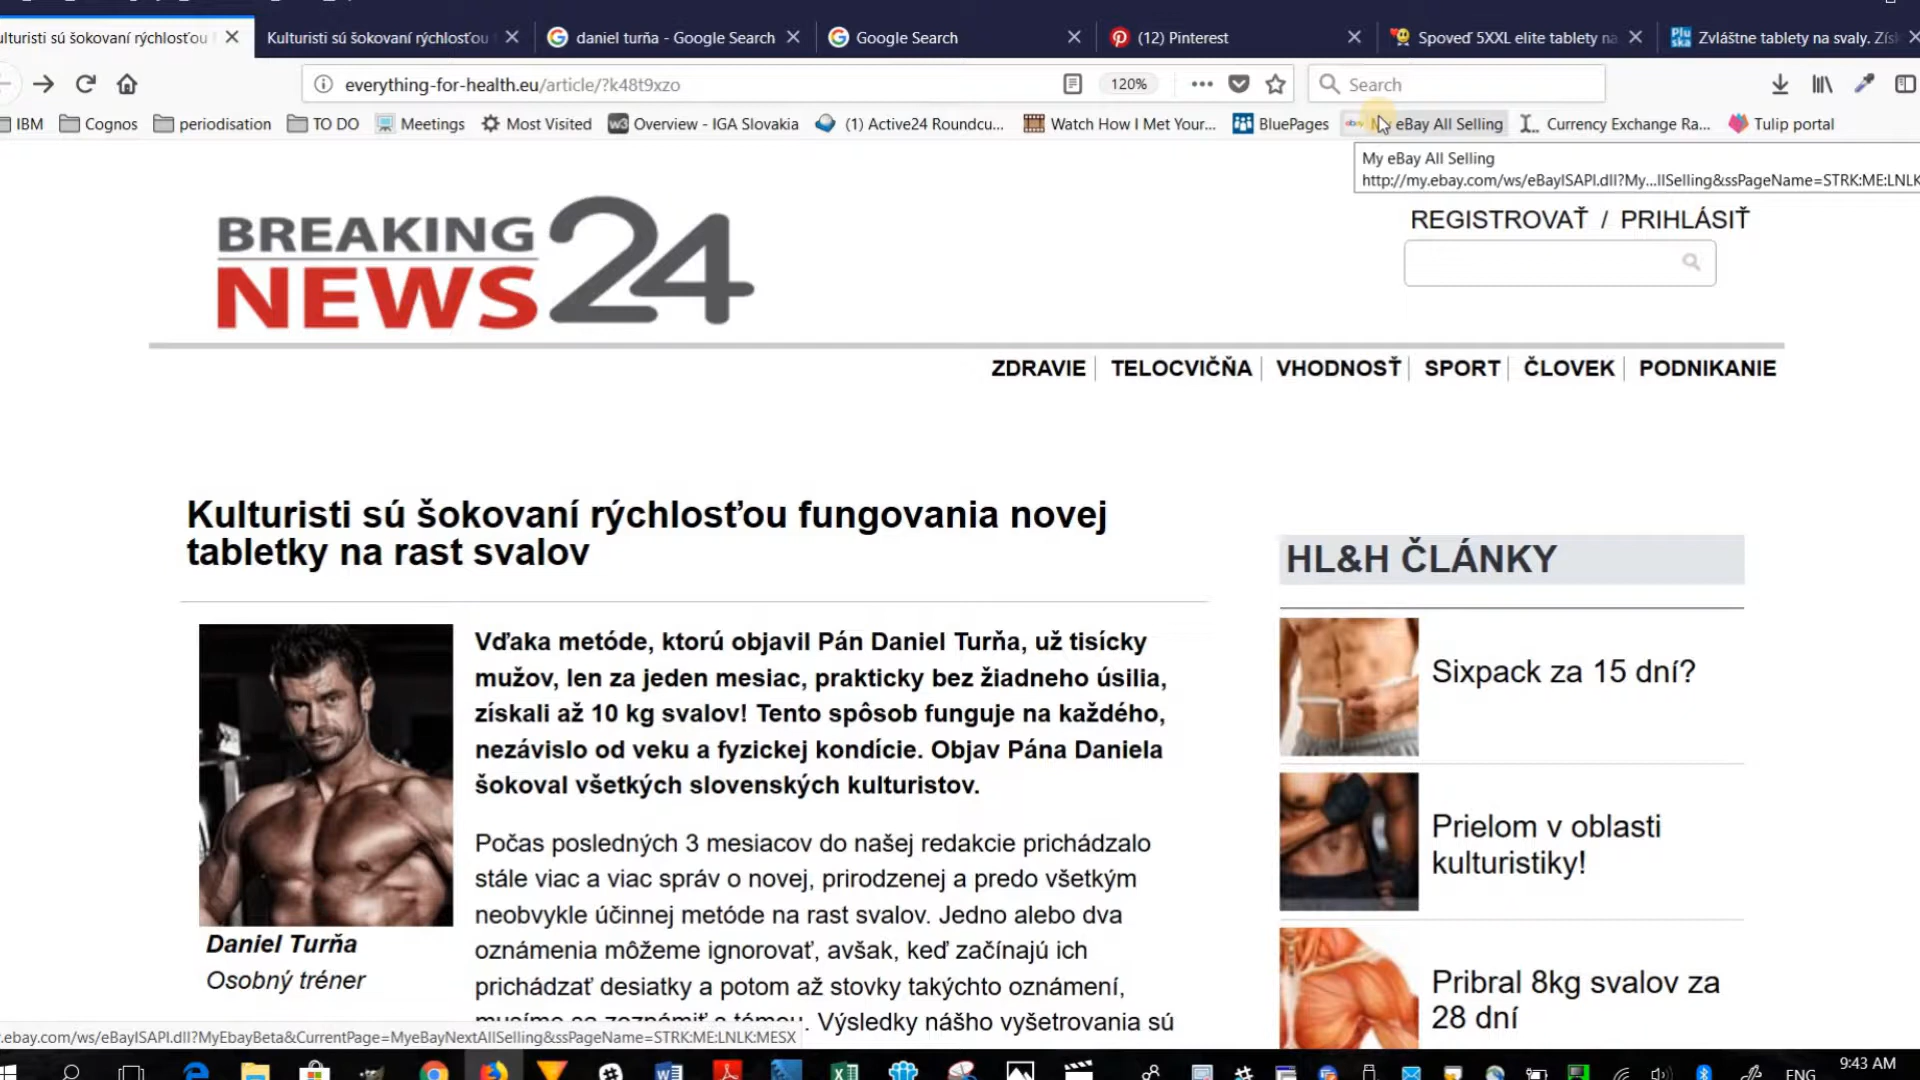 Kulturisti sú šokovaní rýchlosťou
daniel turňa - Google Search
Google Search
(12) Pinterest
Spoveď 5XXL elite tablety na
Zvláštne tablety na svaly. Zís
everything-for-health.eu/article/?k48t9xzo
120%
Search
IBM
Cognos
periodisation
TO DO
Meetings
Most Visited
Overview - IGA Slovakia
(1) Active24 Roundcu...
Watch How I Met Your...
BluePages
eBay All Selling
Currency Exchange Ra...
Tulip portal
My eBay All Selling
http://my.ebay.com/ws/eBayISAPI.dll?My...llSelling&ssPageName=STRK:ME:LNLK
BREAKING
NEWS 24
REGISTROVAŤ / PRIHLÁSIŤ
ZDRAVIE
TELOCVIČŇA
VHODNOSŤ
SPORT
ČLOVEK
PODNIKANIE
Kulturisti sú šokovaní rýchlosťou fungovania novej
tabletky na rast svalov
Daniel Turňa
Osobný tréner
Vďaka metóde, ktorú objavil Pán Daniel Turňa, už tisícky
mužov, len za jeden mesiac, prakticky bez žiadneho úsilia,
získali až 10 kg svalov! Tento spôsob funguje na každého,
nezávislo od veku a fyzickej kondície. Objav Pána Daniela
šokoval všetkých slovenských kulturistov.
Počas posledných 3 mesiacov do našej redakcie prichádzalo
stále viac a viac správ o novej, prirodzenej a predo všetkým
neobvykle účinnej metóde na rast svalov. Jedno alebo dva
oznámenia môžeme ignorovať, avšak, keď začínajú ich
prichádzať desiatky a potom až stovky takýchto oznámení,
musíme sa zoznámiť s témou. Výsledky nášho vyšetrovania sú
HL&H ČLÁNKY
Sixpack za 15 dní?
Prielom v oblasti
kulturistiky!
Pribral 8kg svalov za
28 dní
.ebay.com/ws/eBayISAPI.dll?MyEbayBeta&CurrentPage=MyeBayNextAllSelling&ssPageName=STRK:ME:LNLK:MESX
ENG
9:43 AM